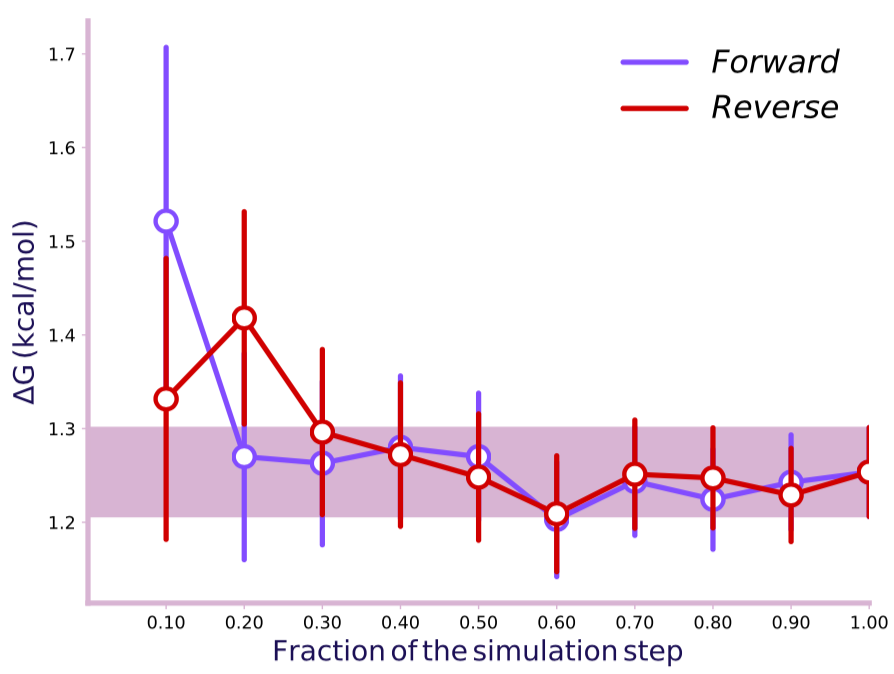 Forward
Reverse
1.7
1.6
1.5
1.4
1.3
1.2
ΔG (kcal/mol)
0.10 0.20 0.30 0.40 0.50 0.60 0.70 0.80 0.90 1.00
Fraction of the simulation step